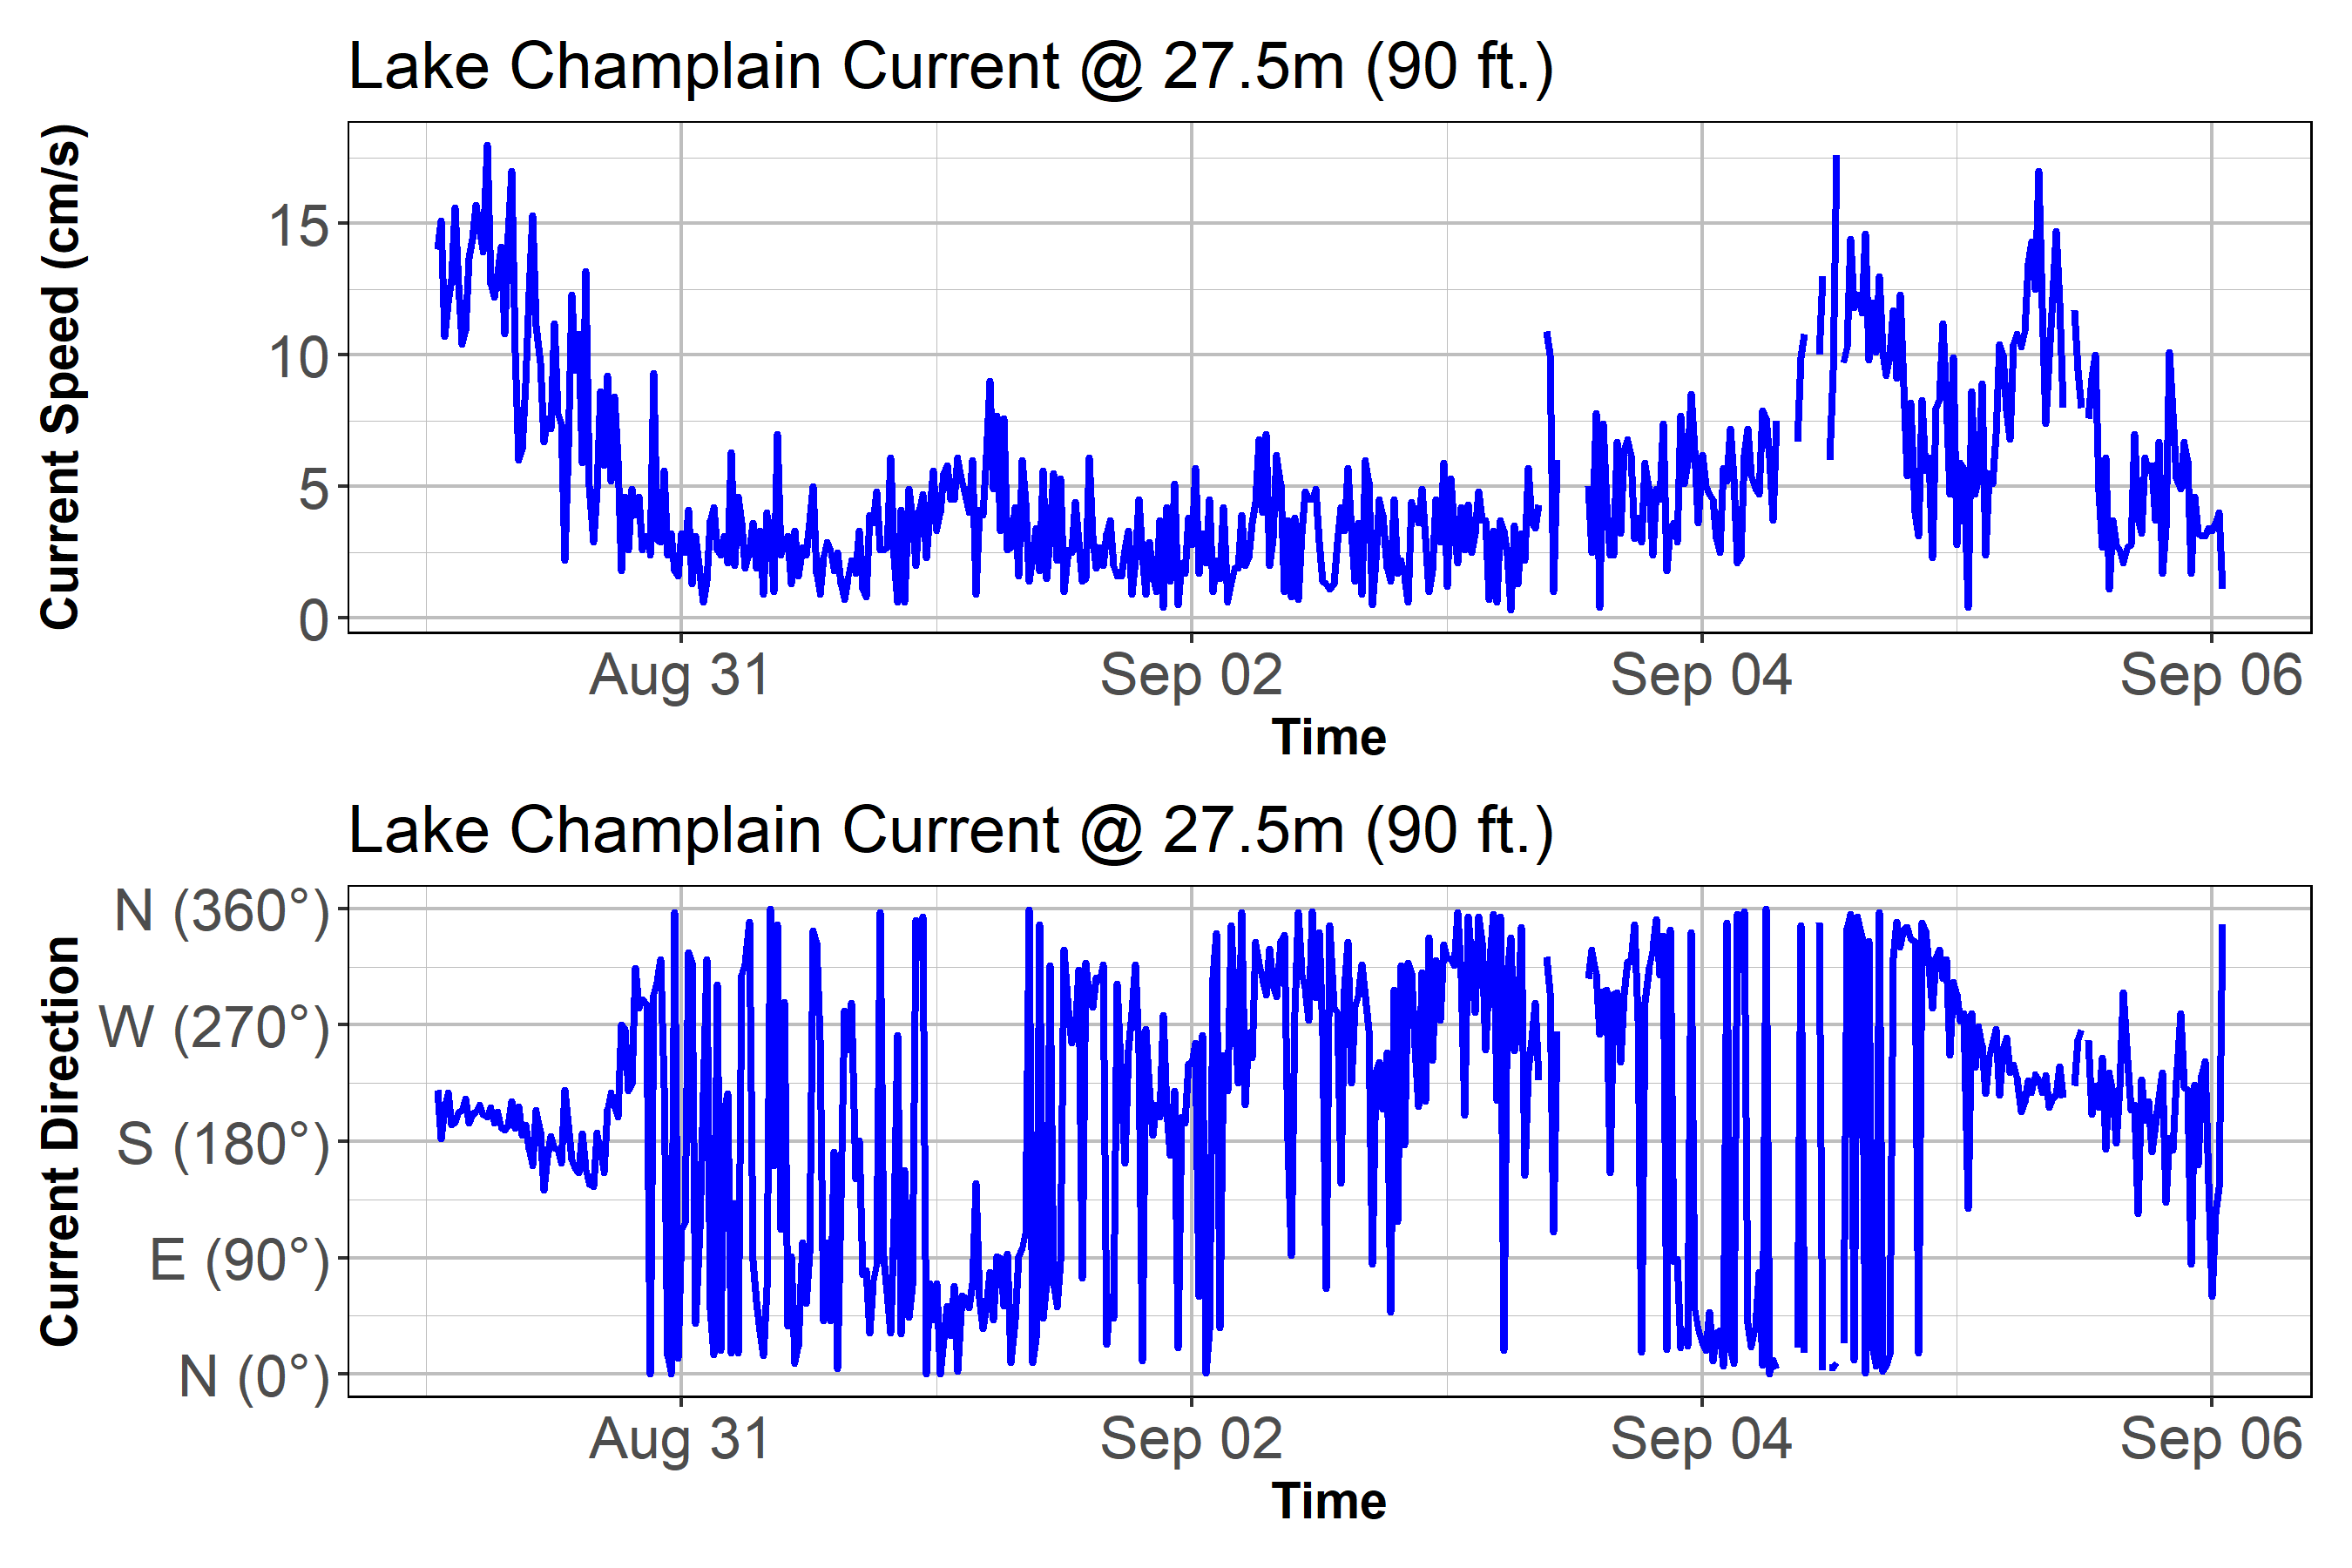 Lake Champlain Current @ 27.5m (90 ft.)
Current Speed (cm/s)
15
10
5
0
Aug 31 Sep 02 Sep 04 Sep 06
Time
Lake Champlain Current @ 27.5m (90 ft.)
Current Direction
N (360°)
W (270°)
S (180°)
E (90°)
N (0°)
Aug 31 Sep 02 Sep 04 Sep 06
Time